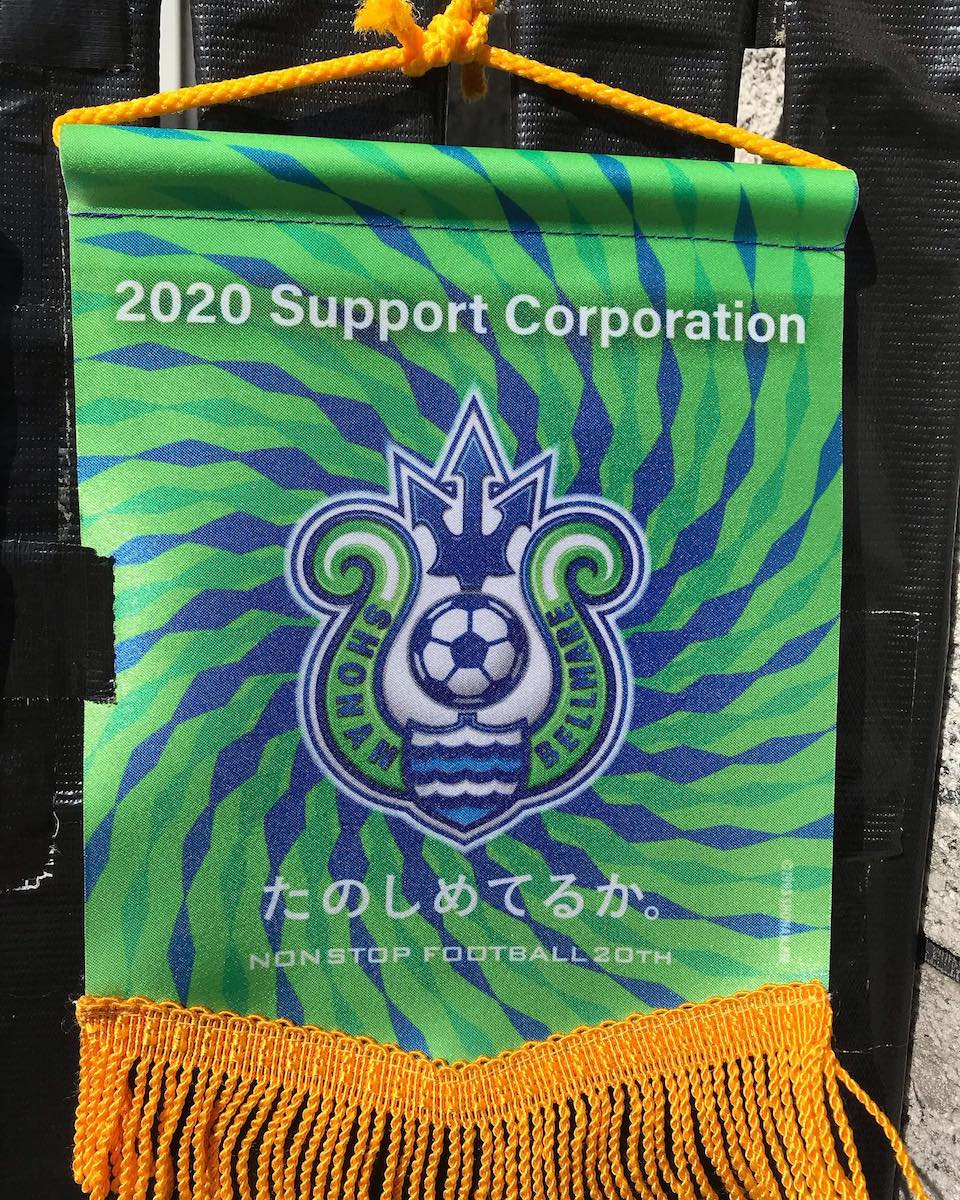 2020 Support Corporation
SHONAN
BELLMARE
たのしめてるか。
NONSTOP FOOTBALL 20TH